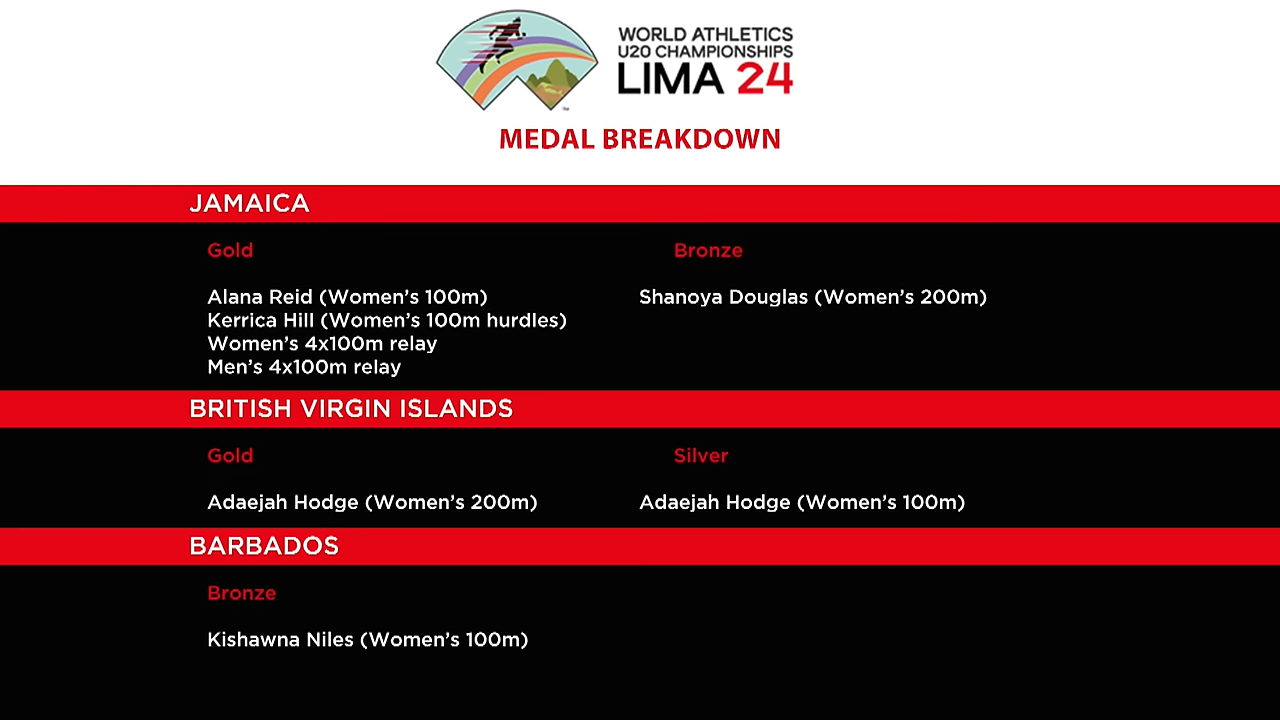 WORLD ATHLETICS
U20 CHAMPIONSHIPS
LIMA 24
™
MEDAL BREAKDOWN
JAMAICA
Gold
Alana Reid (Women’s 100m)
Kerrica Hill (Women’s 100m hurdles)
Women’s 4x100m relay
Men’s 4x100m relay
Bronze
Shanoya Douglas (Women’s 200m)
BRITISH VIRGIN ISLANDS
Gold
Adaejah Hodge (Women’s 200m)
Silver
Adaejah Hodge (Women’s 100m)
BARBADOS
Bronze
Kishawna Niles (Women’s 100m)